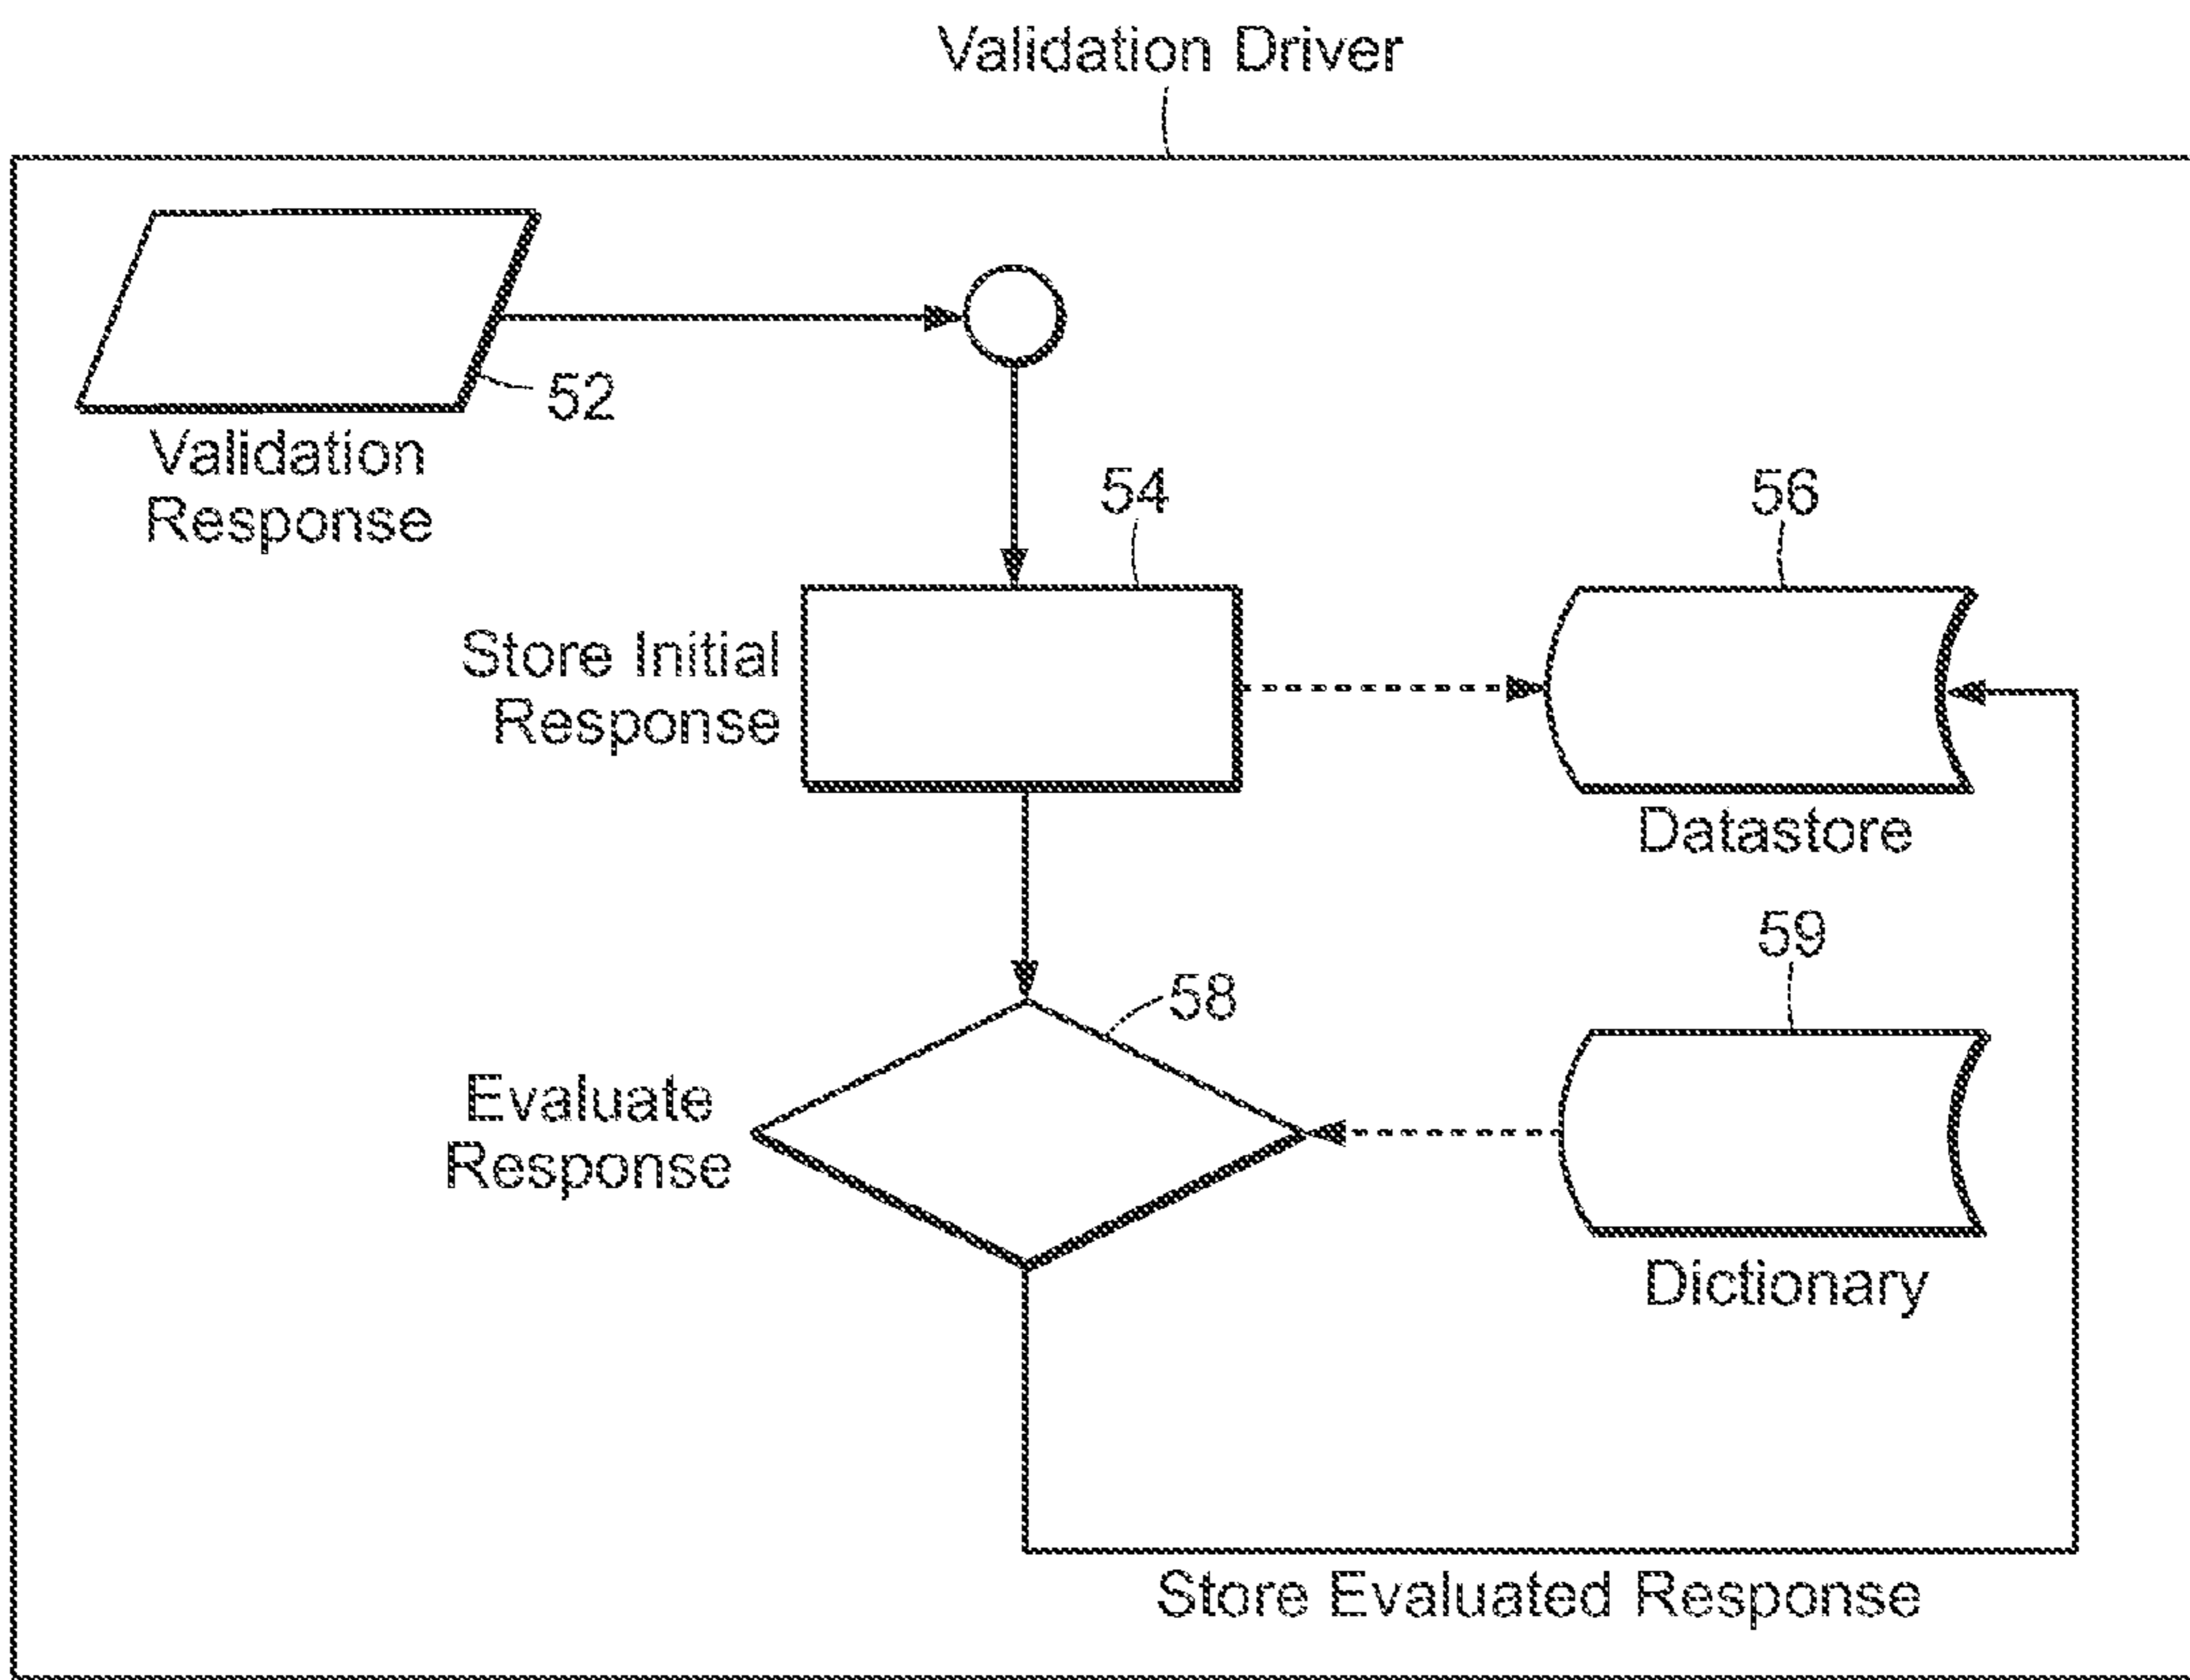 Validation Driver
52
Validation
Response
54
56
Store Initial
Response
Datastore
59
58
Evaluate
Response
Dictionary
Store Evaluated Response